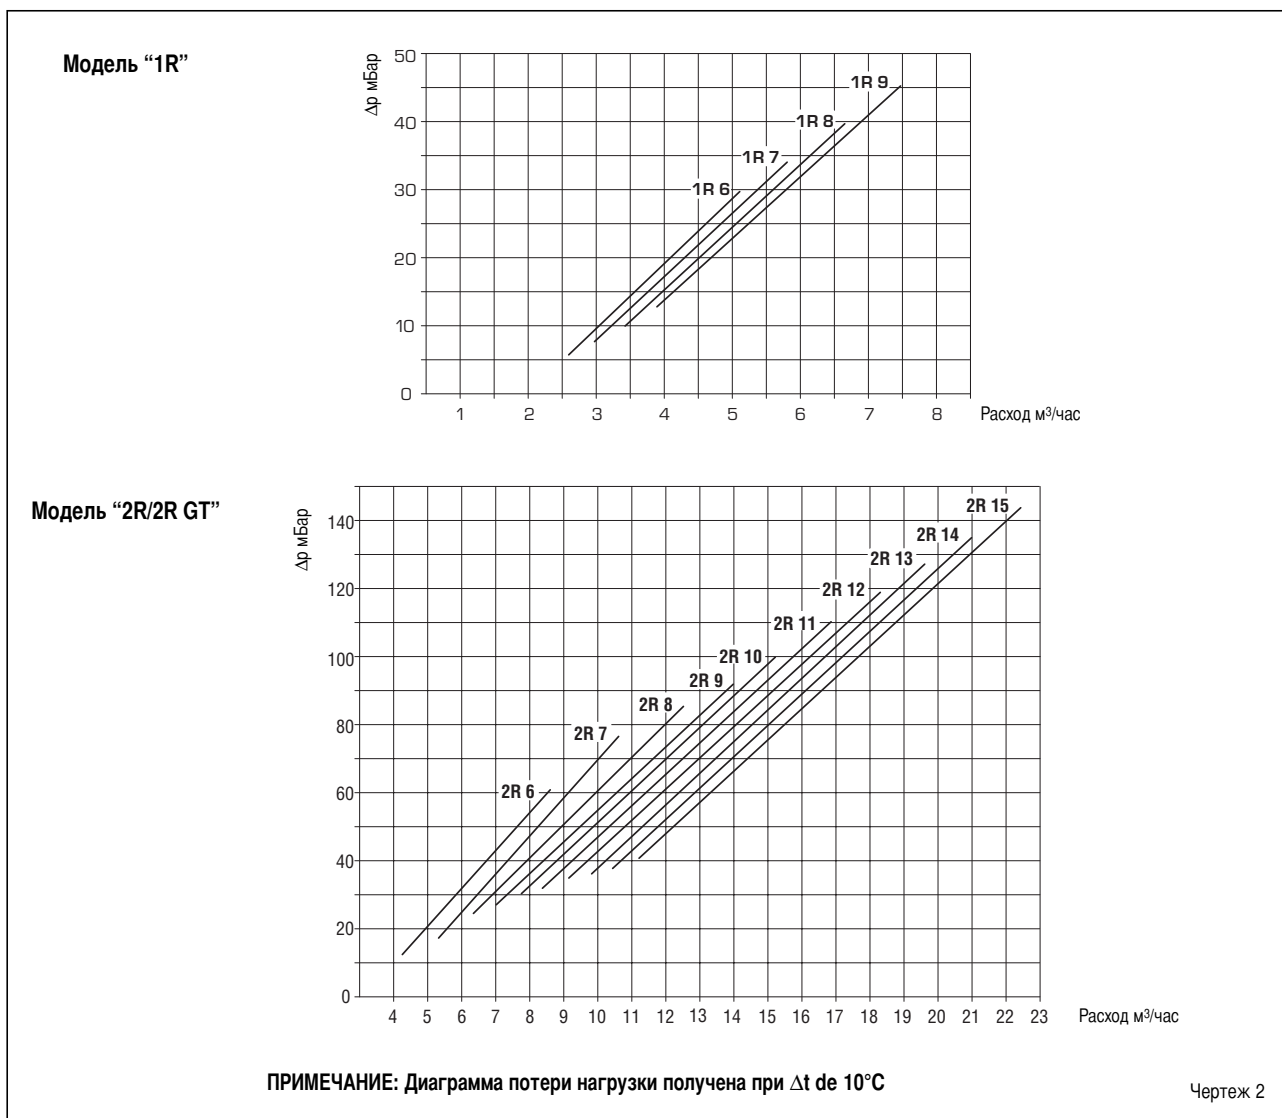 Модель “1R”
Δp мБар
50
40
30
20
10
0
1R 9
1R 8
1R 7
1R 6
1 2 3 4 5 6 7 8
Расход м³/час
Модель “2R/2R GT”
Δp мБар
140
120
100
80
60
40
20
0
2R 15
2R 14
2R 13
2R 12
2R 11
2R 10
2R 9
2R 8
2R 7
2R 6
4 5 6 7 8 9 10 11 12 13 14 15 16 17 18 19 20 21 22 23
Расход м³/час
ПРИМЕЧАНИЕ: Диаграмма потери нагрузки получена при Δt de 10°C
Чертеж 2